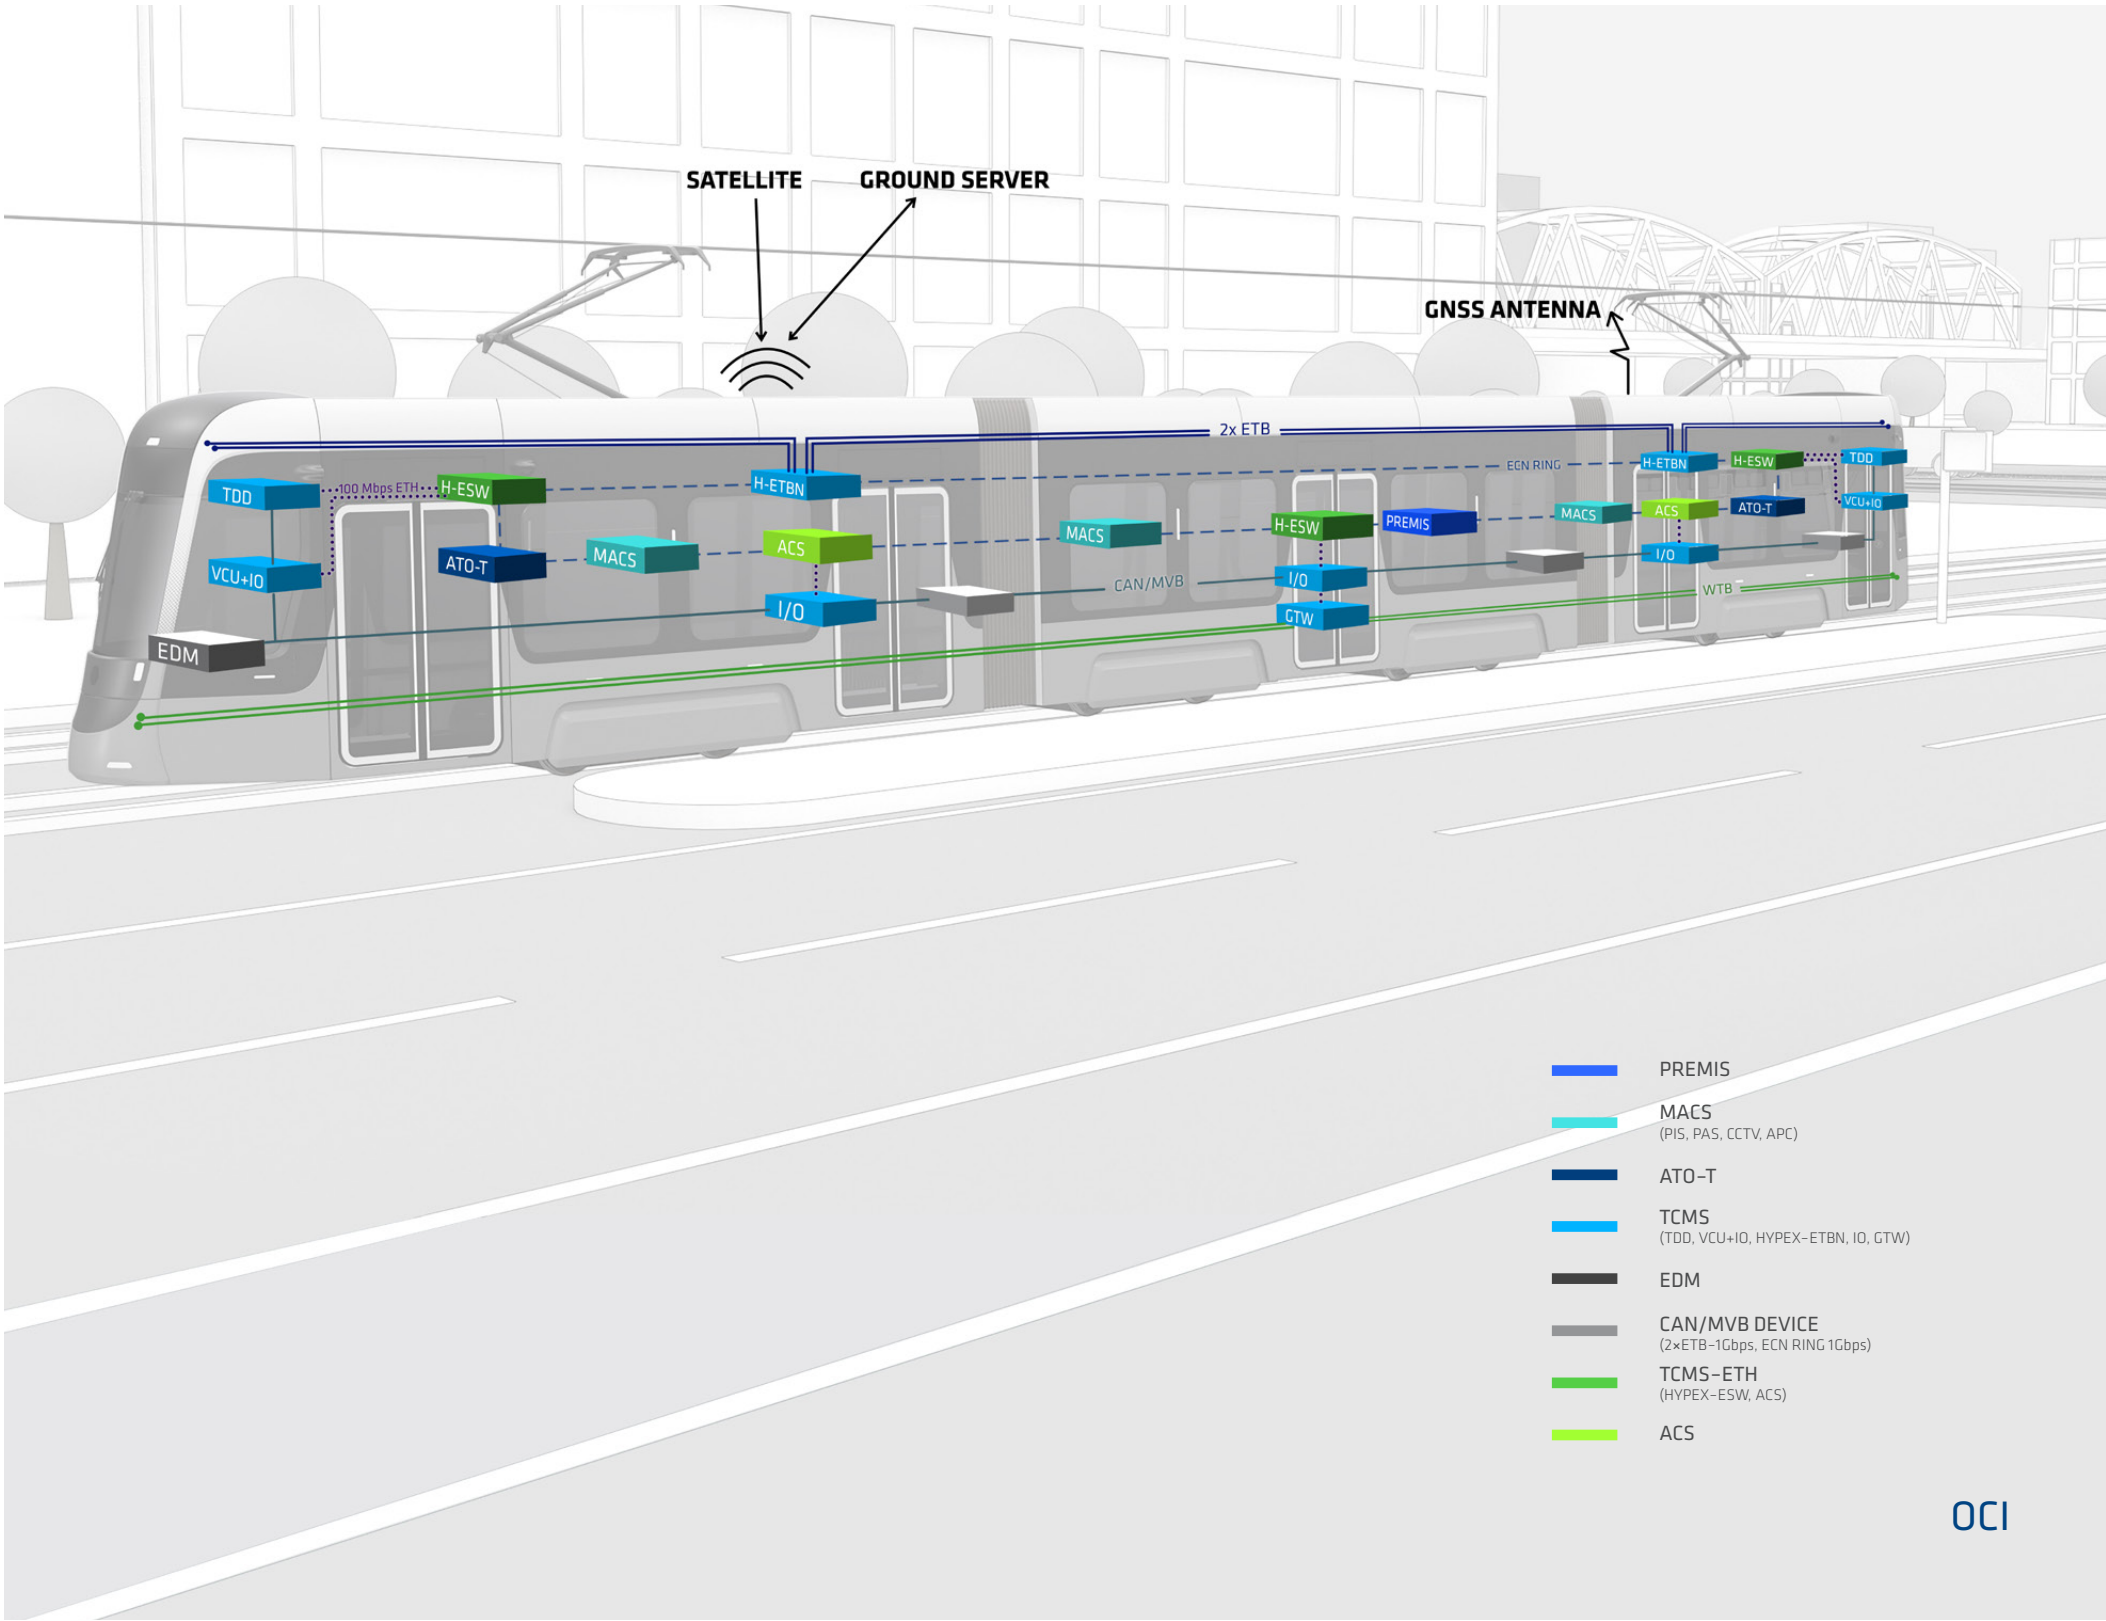 SATELLITE
GROUND SERVER
GNSS ANTENNA
2x ETB
ECN RING
H-ETBN
H-ESW
TDD
TDD
100 Mbps ETH
H-ESW
H-ETBN
VCU+IO
ATO-T
MACS
ACS
MACS
H-ESW
PREMIS
MACS
ACS
ATO-T
VCU+IO
I/O
CAN/MVB
I/O
I/O
GTW
WTB
EDM
PREMIS
MACS
(PIS, PAS, CCTV, APC)
ATO-T
TCMS
(TDD, VCU+IO, HYPEX-ETBN, IO, GTW)
EDM
CAN/MVB DEVICE
(2×ETB-1Gbps, ECN RING 1Gbps)
TCMS-ETH
(HYPEX-ESW, ACS)
ACS
OCI